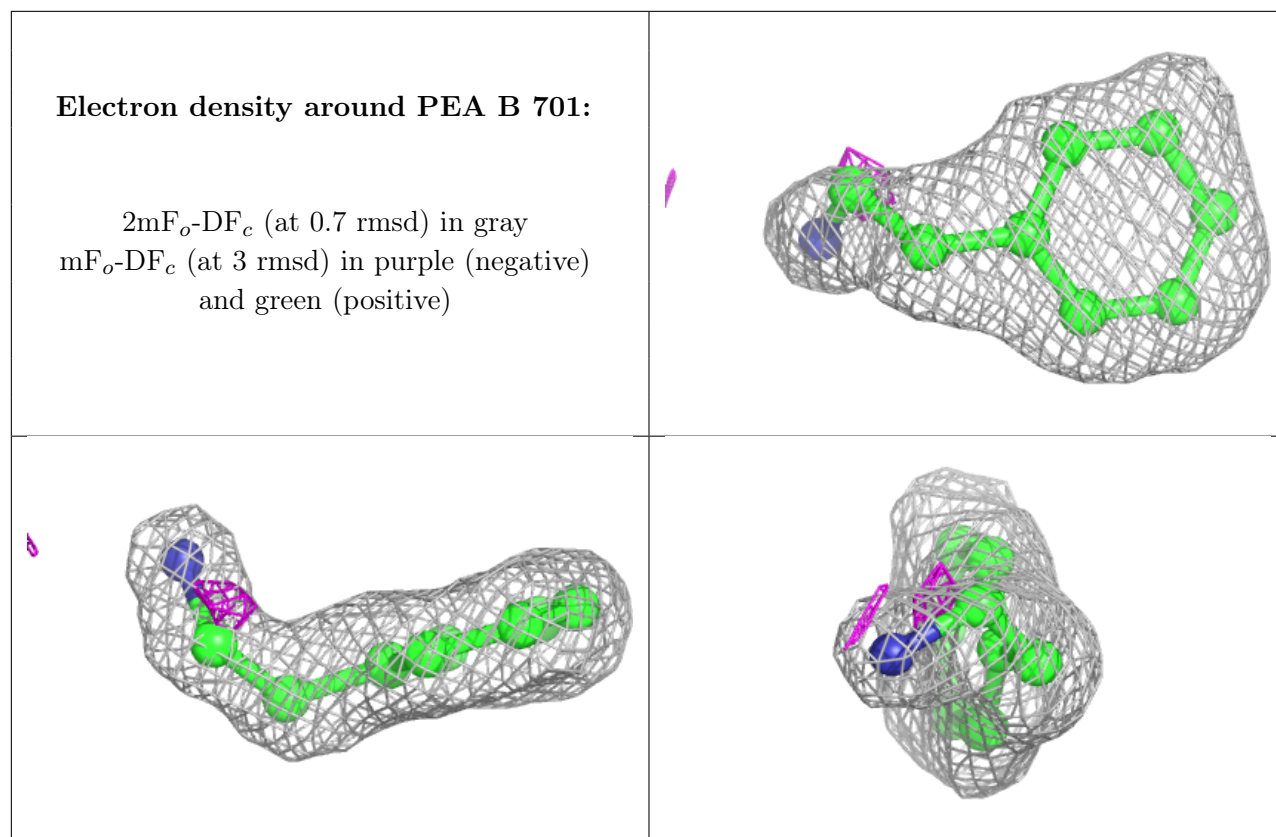 Electron density around PEA B 701:
2mFo-DFc (at 0.7 rmsd) in gray
mFo-DFc (at 3 rmsd) in purple (negative)
and green (positive)